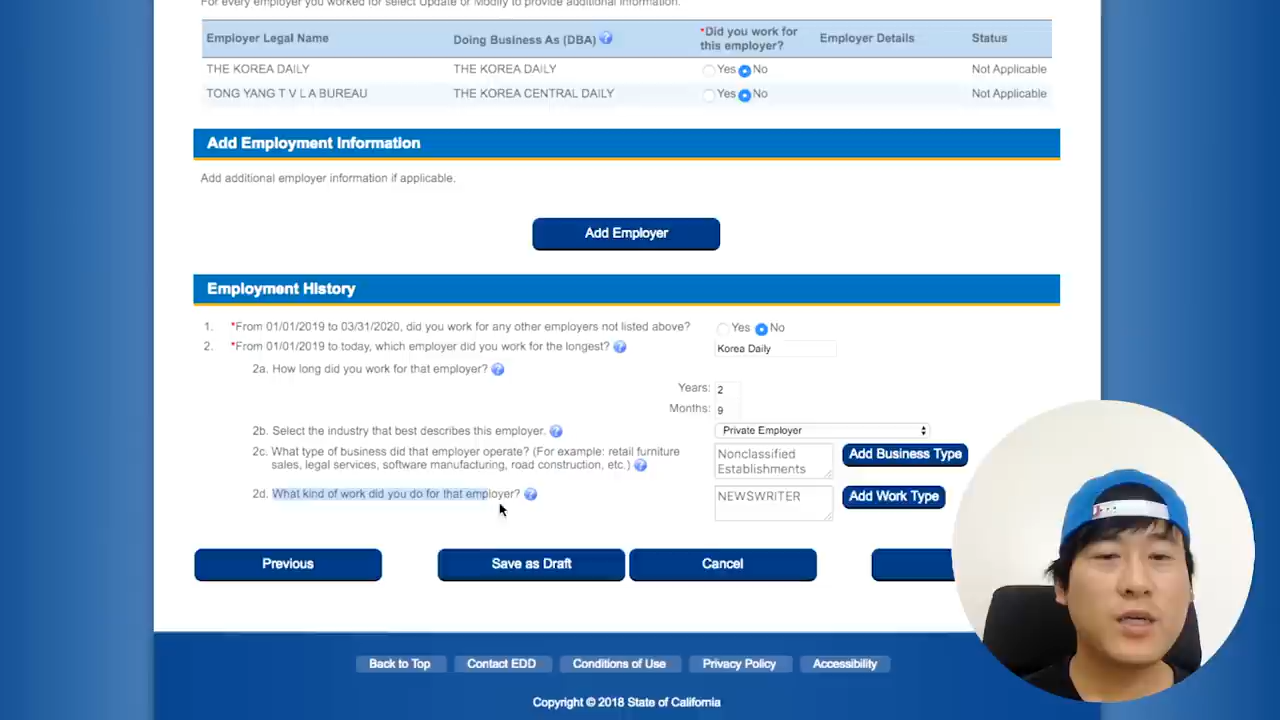 For every employer you worked for select Update or Modify to provide additional information.
Employer Legal Name
Doing Business As (DBA) ?
*Did you work for this employer?
Employer Details
Status
THE KOREA DAILY THE KOREA DAILY Yes No Not Applicable
TONG YANG T V L A BUREAU THE KOREA CENTRAL DAILY Yes No Not Applicable
Add Employment Information
Add additional employer information if applicable.
Add Employer
Employment History
1. *From 01/01/2019 to 03/31/2020, did you work for any other employers not listed above? Yes No
2. *From 01/01/2019 to today, which employer did you work for the longest? ? Korea Daily
2a. How long did you work for that employer? ?
Years: 2
Months: 9
2b. Select the industry that best describes this employer. ? Private Employer
2c. What type of business did that employer operate? (For example: retail furniture
sales, legal services, software manufacturing, road construction, etc.) ?
Nonclassified
Establishments
Add Business Type
2d. What kind of work did you do for that employer? ? NEWSWRITER Add Work Type
Previous Save as Draft Cancel
Back to Top Contact EDD Conditions of Use Privacy Policy Accessibility
Copyright © 2018 State of California